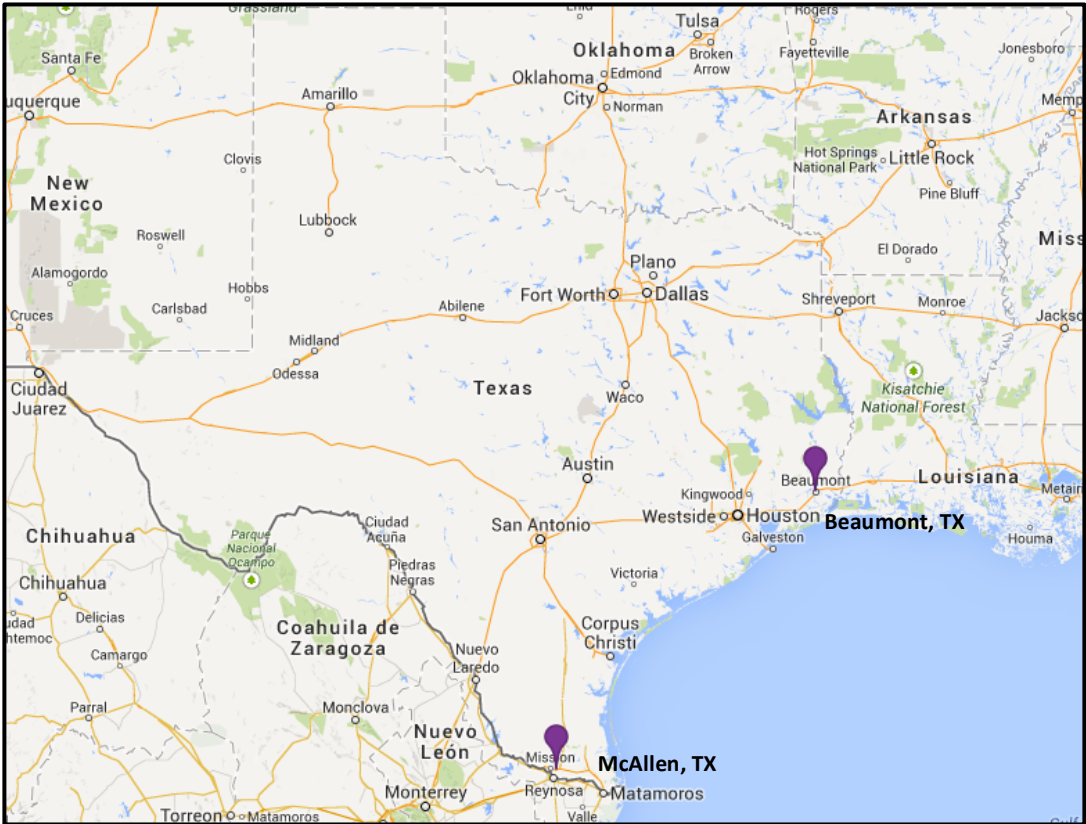 Grassland
Enid
Tulsa
Rogers
Santa Fe
Oklahoma
Broken
Arrow
Fayetteville
Jonesboro
Oklahoma
City
Edmond
Norman
Amarillo
uquerque
Memp
Arkansas
Clovis
Hot Springs
National Park
Little Rock
Pine Bluff
New
Mexico
Lubbock
Roswell
Miss
El Dorado
Plano
Alamogordo
Hobbs
Fort Worth
Dallas
Carlsbad
Abilene
Shreveport
Monroe
Cruces
Jackso
Midland
Odessa
Ciudad
Juarez
Texas
Waco
Kisatchie
National Forest
Austin
Beaumont
Louisiana
Kingwood
Metairi
San Antonio
Westside
Houston
Beaumont, TX
Chihuahua
Parque
Nacional
Ocampo
Ciudad
Acuña
Galveston
Houma
Piedras
Negras
Victoria
Chihuahua
Delicias
udad
htemoc
Coahuila de
Zaragoza
Corpus
Christi
Camargo
Nuevo
Laredo
Parral
Monclova
Nuevo
León
Mission
McAllen, TX
Reynosa
Matamoros
Monterrey
Torreon
Matamoros
Valle